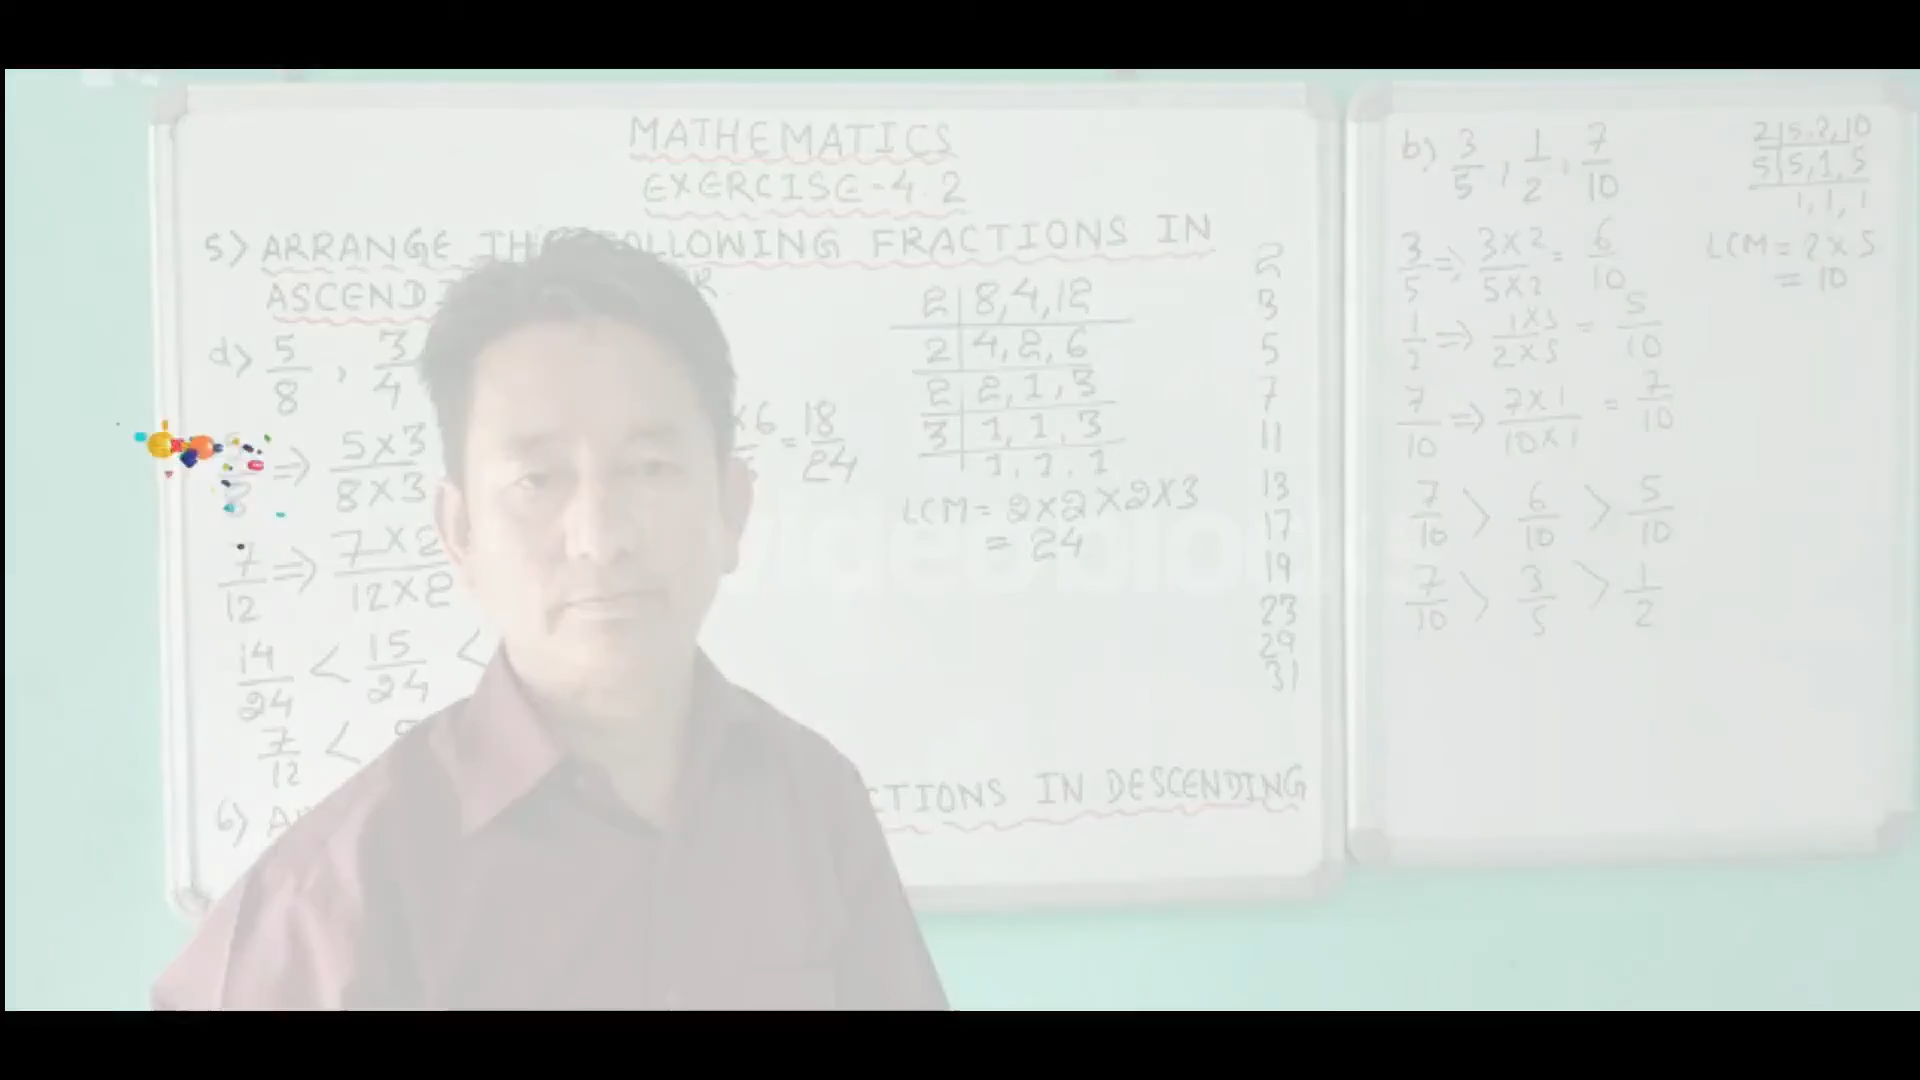 MATHEMATICS
EXERCISE-4.2
5) ARRANGE THE FOLLOWING FRACTIONS IN
ASCENDI R
d) 5/8 , 3/4
2 | 8,4,12
2 | 4,2,6
2 | 2,1,3
3 | 1,1,3
1,1,1
LCM = 2×2×2×3
= 24
5/8 => 5×3/8×3
×6 = 18/24
7/12 => 7×2/12×2
14/24 < 15/24 <
7/12 <
6) CTIONS IN DESCENDING
2
3
5
7
11
13
17
19
23
29
31
b) 3/5 , 1/2 , 7/10
2 | 5,2,10
5 | 5,1,5
1,1,1
LCM = 2×5
= 10
3/5 => 3×2/5×2 = 6/10
1/2 => 1×5/2×5 = 5/10
7/10 => 7×1/10×1 = 7/10
7/10 > 6/10 > 5/10
7/10 > 3/5 > 1/2
videoblocks